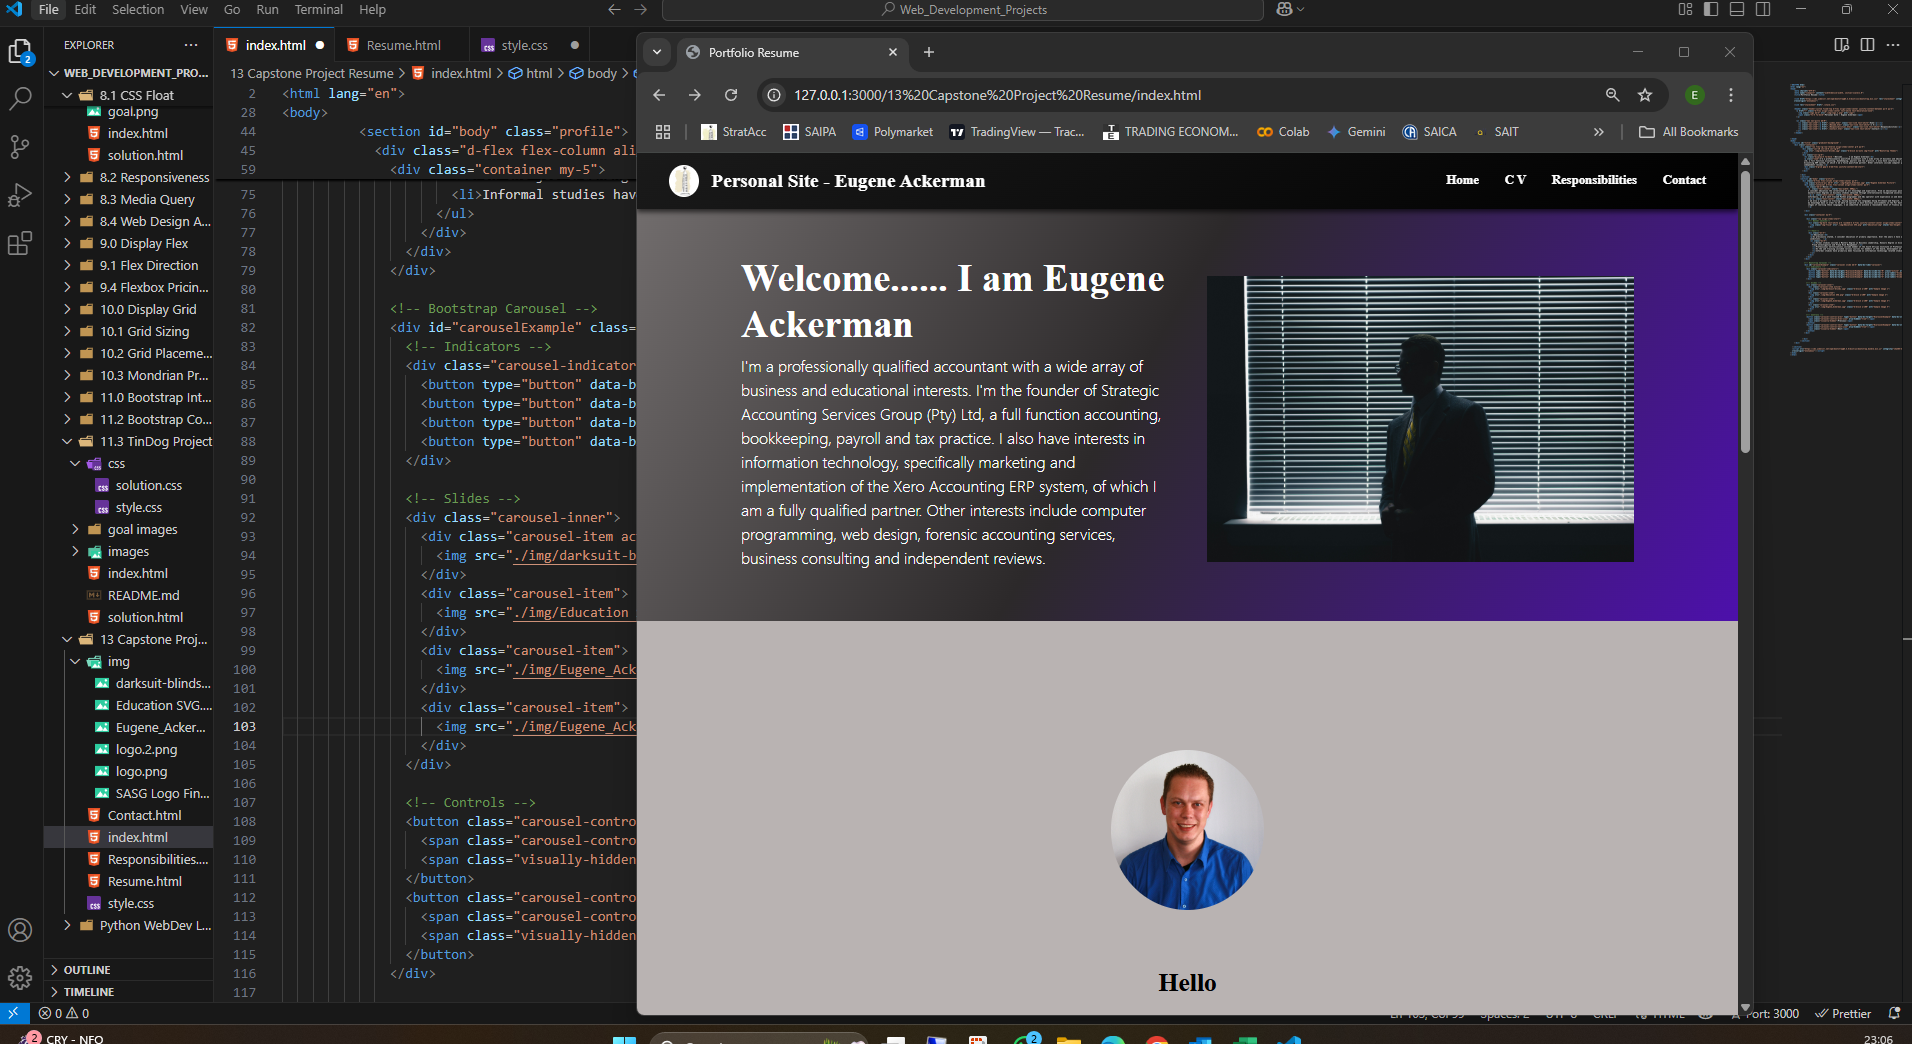 File Edit Selection View Go Run Terminal Help
Web_Development_Projects
EXPLORER
WEB_DEVELOPMENT_PRO...
8.1 CSS Float
goal.png
index.html
solution.html
8.2 Responsiveness
8.3 Media Query
8.4 Web Design A...
9.0 Display Flex
9.1 Flex Direction
9.4 Flexbox Pricin...
10.0 Display Grid
10.1 Grid Sizing
10.2 Grid Placeme...
10.3 Mondrian Pr...
11.0 Bootstrap Int...
11.2 Bootstrap Co...
11.3 TinDog Project
css
solution.css
style.css
goal images
images
index.html
README.md
solution.html
13 Capstone Proj...
img
darksuit-blinds...
Education SVG....
Eugene_Acker...
logo.2.png
logo.png
SASG Logo Fin...
Contact.html
index.html
Responsibilities....
Resume.html
style.css
Python WebDev L...
OUTLINE
TIMELINE
index.html
Resume.html
style.css
13 Capstone Project Resume > index.html > html > body >
2 <html lang="en">
28 <body>
44 <section id="body" class="profile">
45 <div class="d-flex flex-column ali
59 <div class="container my-5">
75 <li>Informal studies hav
76 </ul>
77 </div>
78 </div>
79 </div>
80
81 <!-- Bootstrap Carousel -->
82 <div id="carouselExample" class=
83 <!-- Indicators -->
84 <div class="carousel-indicator
85 <button type="button" data-b
86 <button type="button" data-b
87 <button type="button" data-b
88 <button type="button" data-b
89 </div>
90
91 <!-- Slides -->
92 <div class="carousel-inner">
93 <div class="carousel-item ac
94 <img src="./img/darksuit-b
95 </div>
96 <div class="carousel-item">
97 <img src="./img/Education
98 </div>
99 <div class="carousel-item">
100 <img src="./img/Eugene_Ack
101 </div>
102 <div class="carousel-item">
103 <img src="./img/Eugene_Ack
104 </div>
105 </div>
106
107 <!-- Controls -->
108 <button class="carousel-contro
109 <span class="carousel-contro
110 <span class="visually-hidden
111 </button>
112 <button class="carousel-contro
113 <span class="carousel-contro
114 <span class="visually-hidden
115 </button>
116 </div>
117
Portfolio Resume
127.0.0.1:3000/13%20Capstone%20Project%20Resume/index.html
E
StratAcc SAIPA Polymarket TradingView — Trac... TRADING ECONOM... Colab Gemini SAICA SAIT » All Bookmarks
Personal Site - Eugene Ackerman
Home C V Responsibilities Contact
Welcome...... I am Eugene
Ackerman
I'm a professionally qualified accountant with a wide array of
business and educational interests. I'm the founder of Strategic
Accounting Services Group (Pty) Ltd, a full function accounting,
bookkeeping, payroll and tax practice. I also have interests in
information technology, specifically marketing and
implementation of the Xero Accounting ERP system, of which I
am a fully qualified partner. Other interests include computer
programming, web design, forensic accounting services,
business consulting and independent reviews.
Hello
0 0
Port: 3000 Prettier
2 CRY - NFO
2
23:06